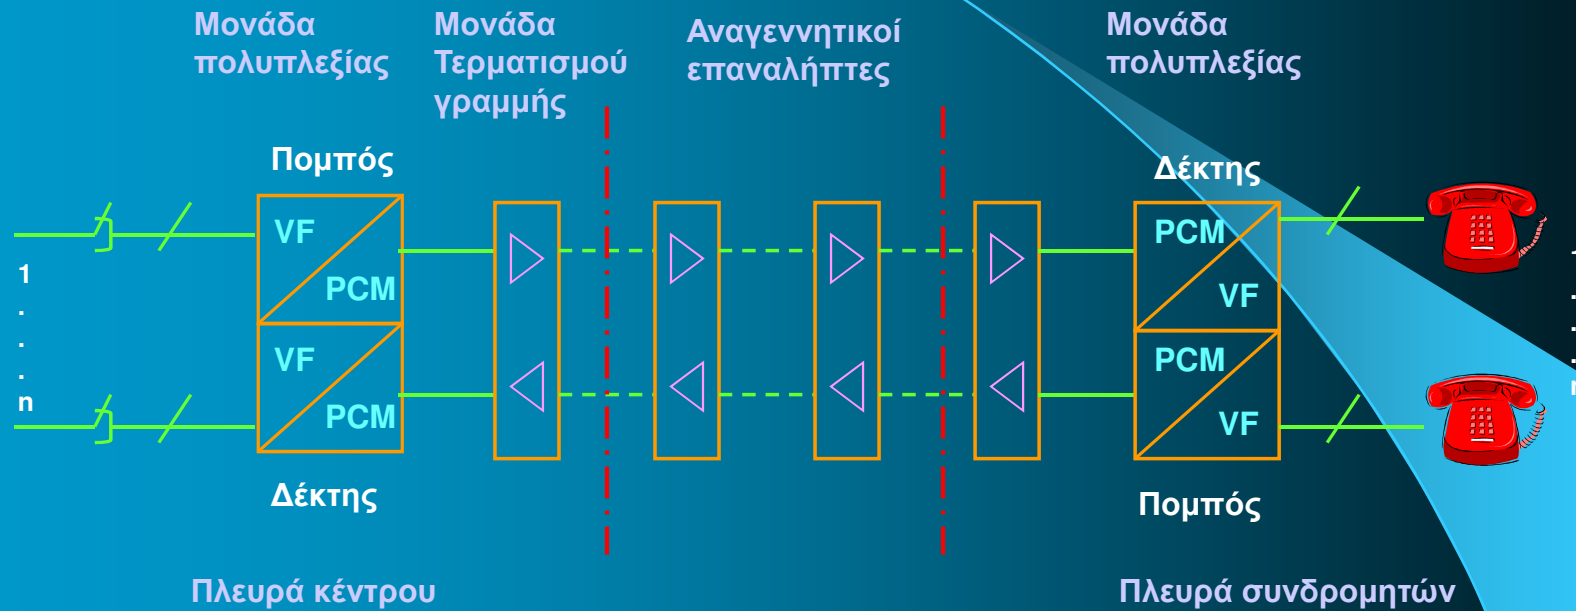 Μονάδα
πολυπλεξίας
Μονάδα
Τερματισμού
γραμμής
Αναγεννητικοί
επαναλήπτες
Μονάδα
πολυπλεξίας
Πομπός
Δέκτης
VF
PCM
VF
PCM
PCM
VF
PCM
VF
1
.
.
.
n
Δέκτης
Πομπός
Πλευρά κέντρου
Πλευρά συνδρομητών